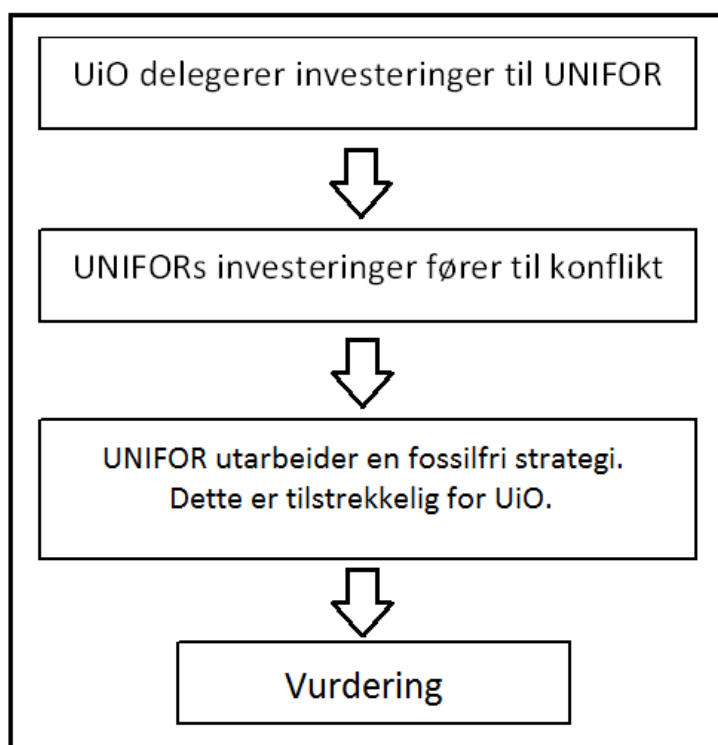 UiO delegerer investeringer til UNIFOR
UNIFORs investeringer fører til konflikt
UNIFOR utarbeider en fossilfri strategi.
Dette er tilstrekkelig for UiO.
Vurdering